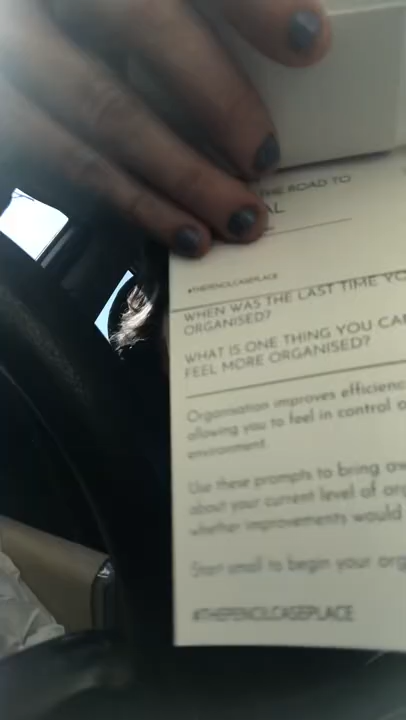 THE ROAD TO
AL
#THEPENCILCASEPLACE
WHEN WAS THE LAST TIME YO
ORGANISED?
WHAT IS ONE THING YOU CA
FEEL MORE ORGANISED?
Organisation improves efficienc
allowing you to feel in control o
environment.
Use these prompts to bring aw
about your current level of org
whether improvements would
Start small to begin your org
#THEPENCILCASEPLACE